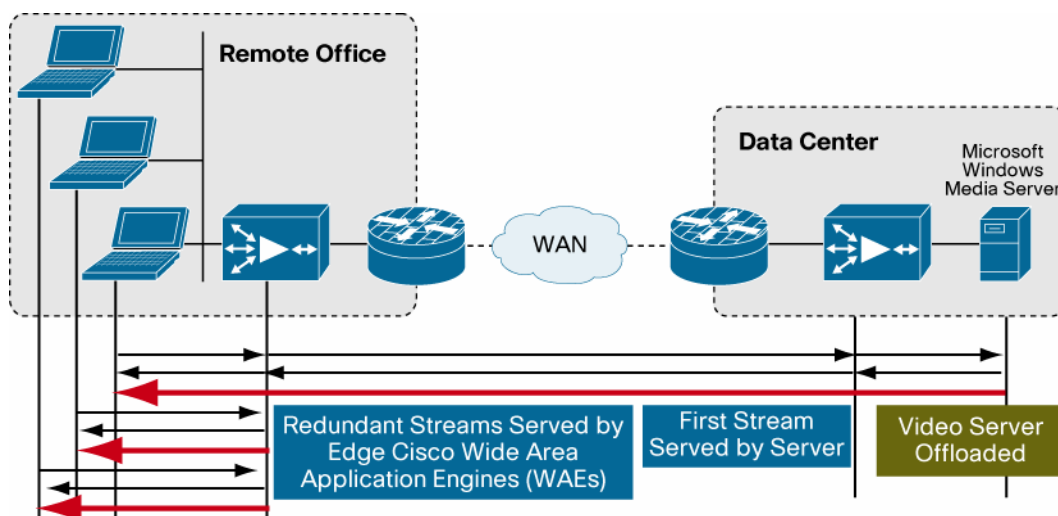 Remote Office
Data Center
Microsoft
Windows
Media Server
WAN
Redundant Streams Served by
Edge Cisco Wide Area
Application Engines (WAEs)
First Stream
Served by Server
Video Server
Offloaded